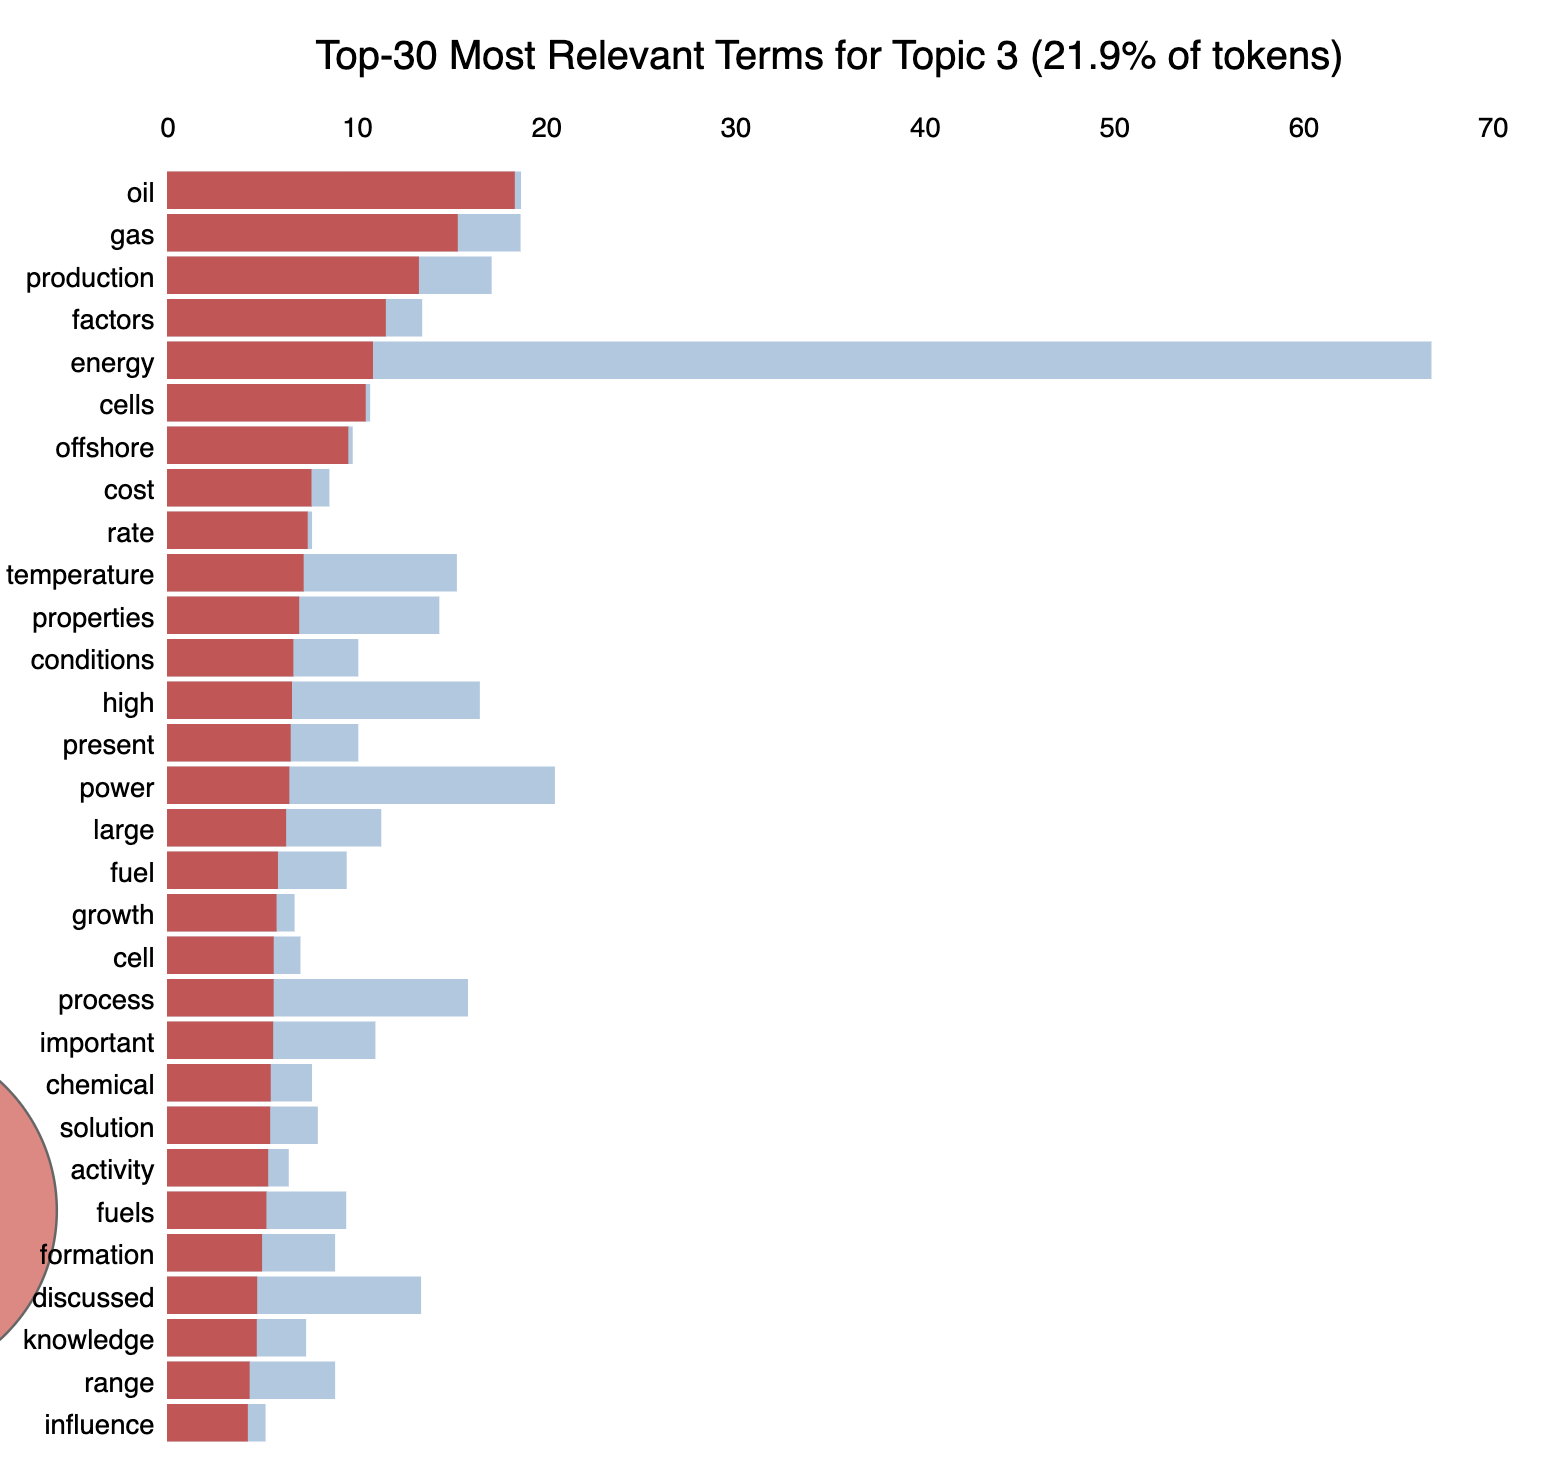 Top-30 Most Relevant Terms for Topic 3 (21.9% of tokens)
0 10 20 30 40 50 60 70
oil
gas
production
factors
energy
cells
offshore
cost
rate
temperature
properties
conditions
high
present
power
large
fuel
growth
cell
process
important
chemical
solution
activity
fuels
formation
discussed
knowledge
range
influence